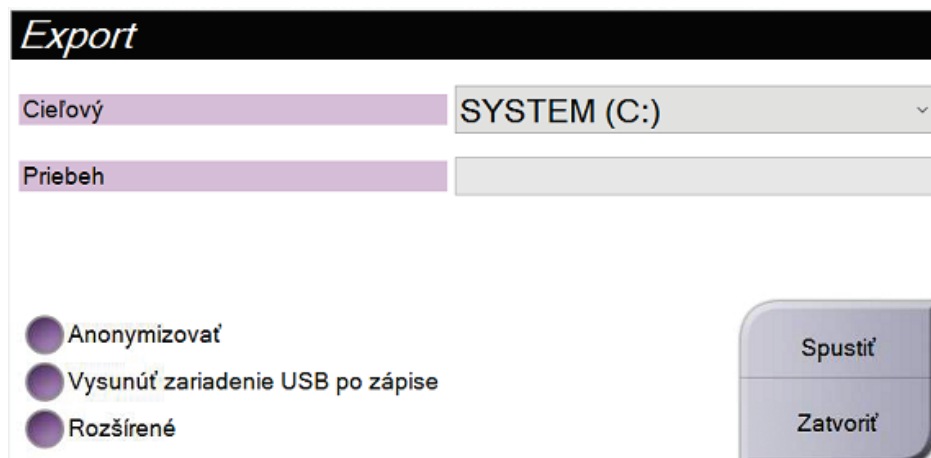 Export
Cieľový
SYSTEM (C:)
Priebeh
Anonymizovať
Vysunúť zariadenie USB po zápise
Rozšírené
Spustiť
Zatvoriť